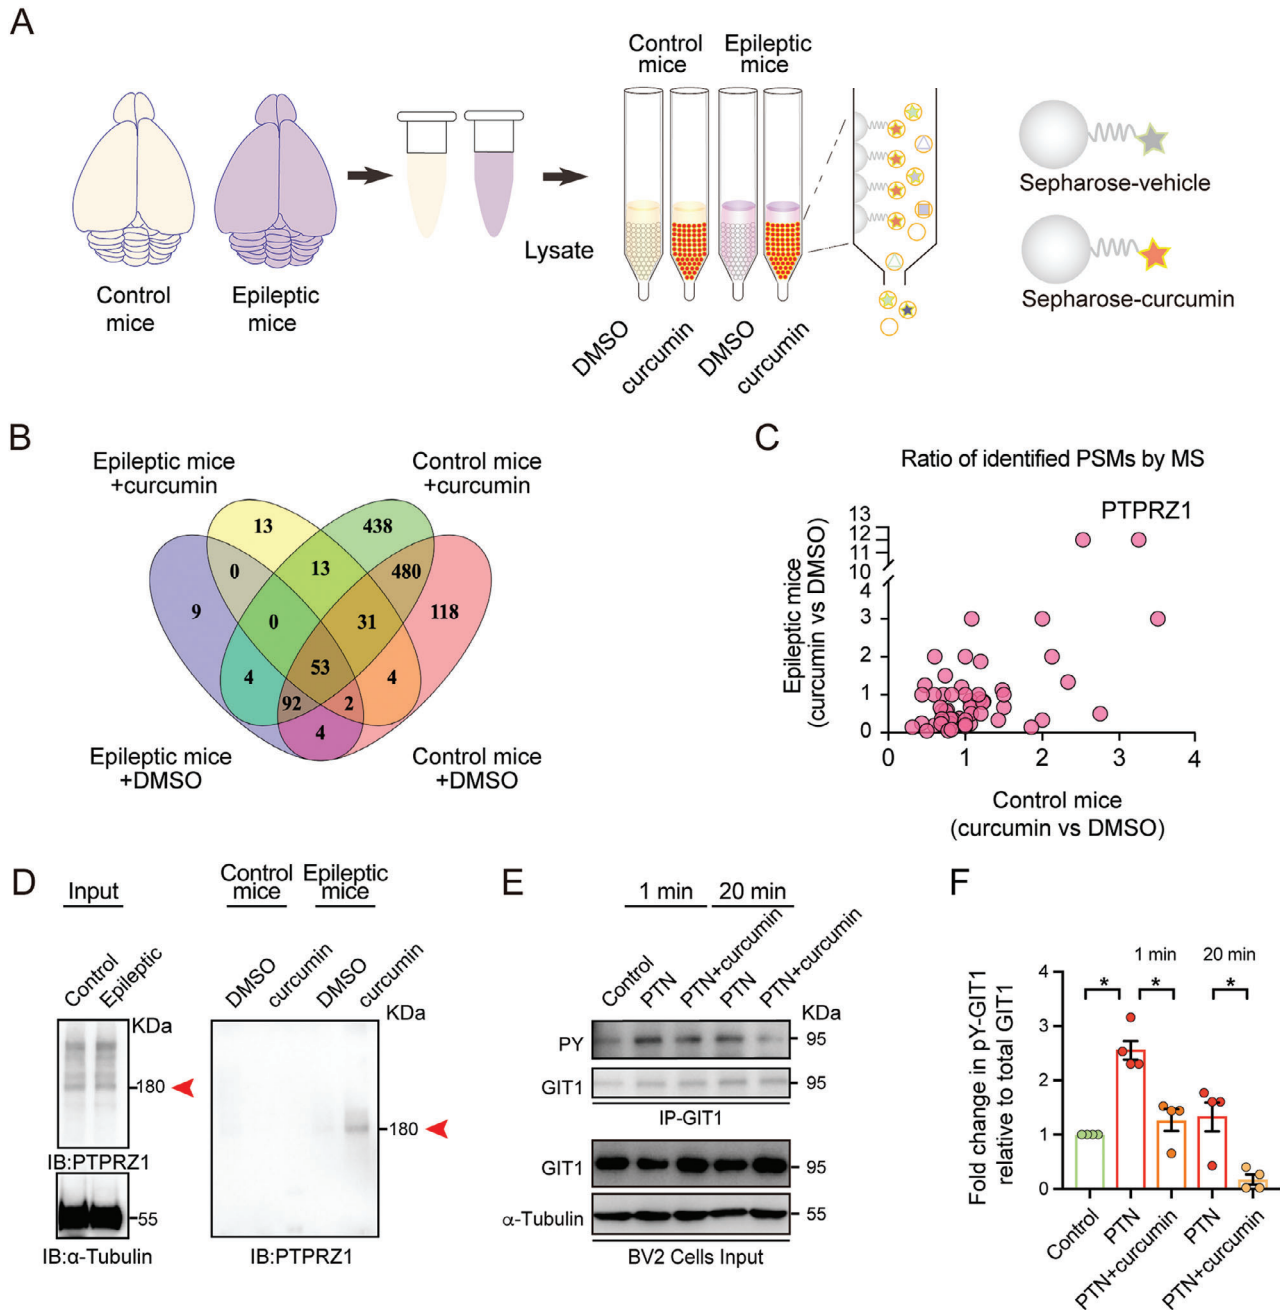 A
Control
mice
Epileptic
mice
Control
mice
Epileptic
mice
Lysate
DMSO
curcumin
DMSO
curcumin
Sepharose-vehicle
Sepharose-curcumin
B
Epileptic mice
+curcumin
Control mice
+curcumin
13
438
0
13
480
9
0
31
118
53
4
4
92
2
4
Epileptic mice
+DMSO
Control mice
+DMSO
C
Ratio of identified PSMs by MS
PTPRZ1
13
12
11
10
4
3
2
1
0
Epileptic mice
(curcumin vs DMSO)
0
1
2
3
4
Control mice
(curcumin vs DMSO)
D
Input
Control
mice
Epileptic
mice
Control
Epileptic
DMSO
curcumin
DMSO
curcumin
KDa
KDa
180
180
IB:PTPRZ1
55
IB:α-Tubulin
IB:PTPRZ1
E
1 min
20 min
Control
PTN
PTN+curcumin
PTN
PTN+curcumin
KDa
PY
95
GIT1
95
IP-GIT1
GIT1
95
α-Tubulin
55
BV2 Cells Input
F
1 min
20 min
* * *
4
3
2
1
0
Fold change in pY-GIT1
relative to total GIT1
Control
PTN
PTN+curcumin
PTN
PTN+curcumin